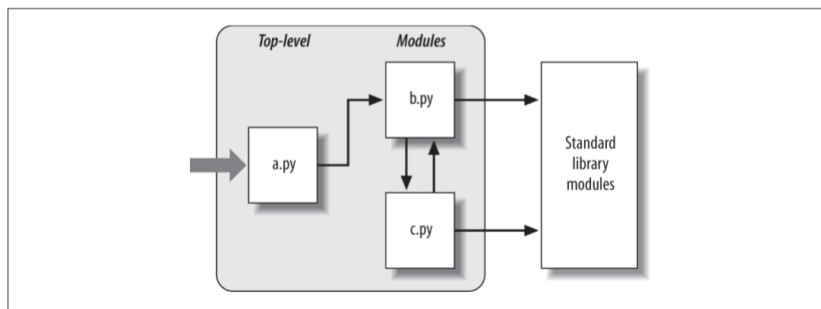 Top-level
Modules
b.py
a.py
Standard
library
modules
c.py